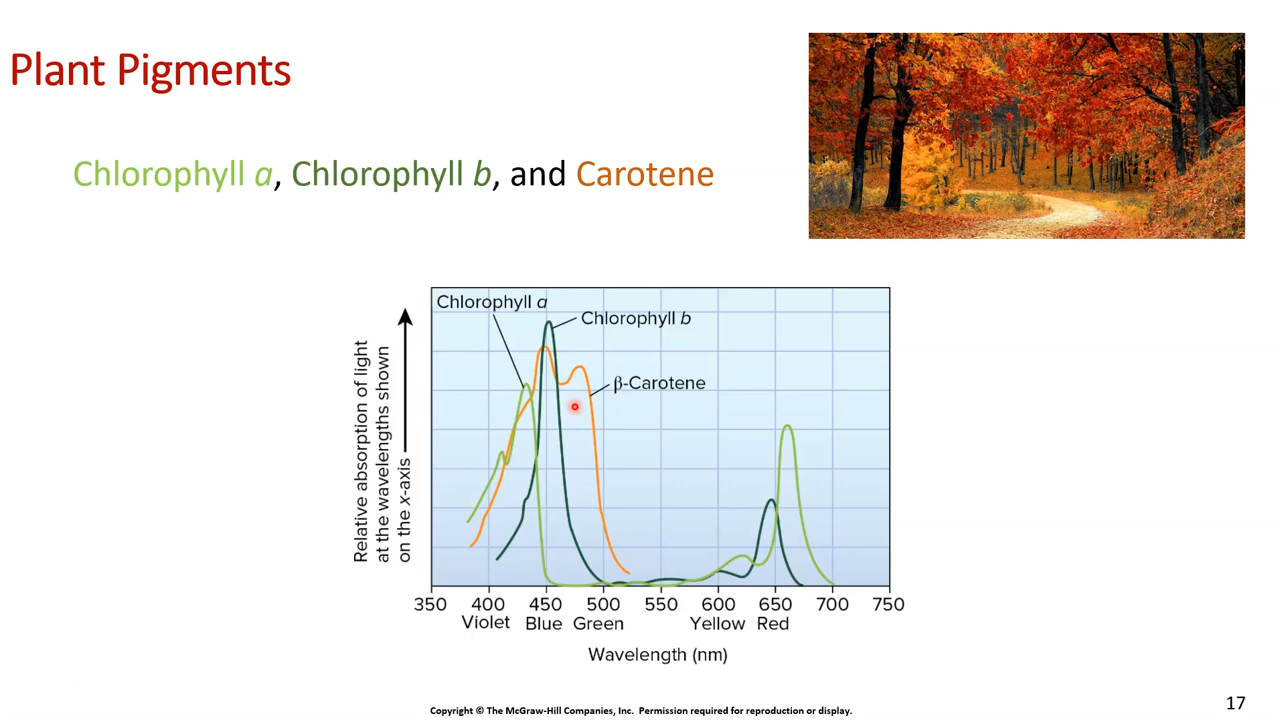 Plant Pigments
Chlorophyll a, Chlorophyll b, and Carotene
Chlorophyll a
Chlorophyll b
β-Carotene
Relative absorption of light
at the wavelengths shown
on the x-axis
350 400 450 500 550 600 650 700 750
Violet Blue Green Yellow Red
Wavelength (nm)
Copyright © The McGraw-Hill Companies, Inc. Permission required for reproduction or display.
17